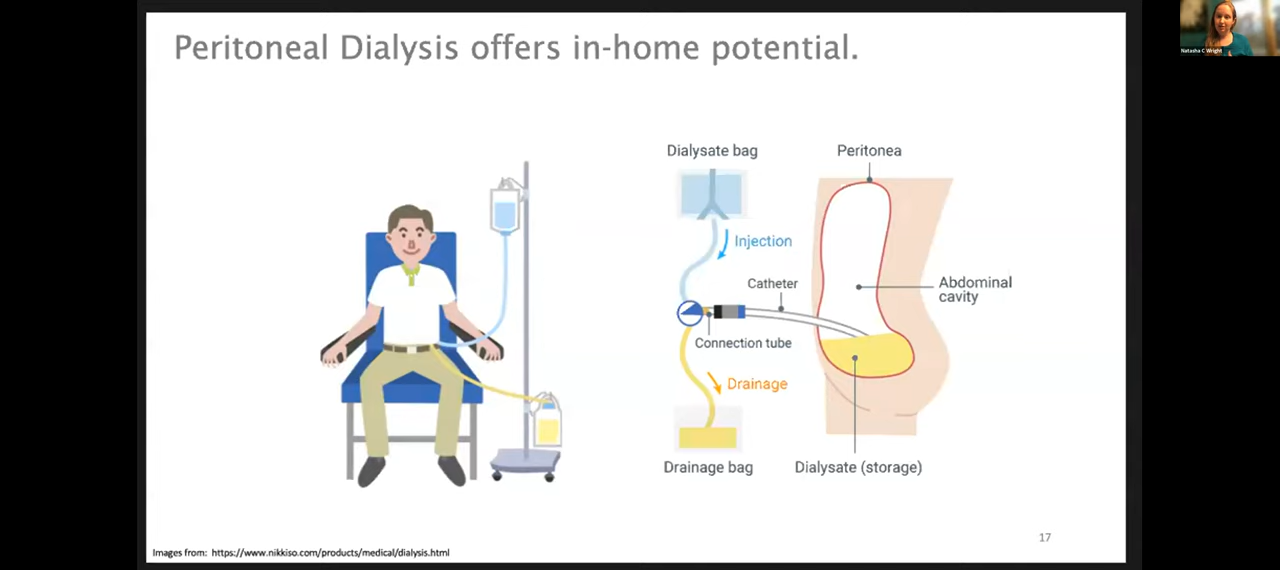 Peritoneal Dialysis offers in-home potential.
Natasha C Wright
Dialysate bag
Peritonea
Injection
Catheter
Abdominal
cavity
Connection tube
Drainage
Drainage bag
Dialysate (storage)
17
Images from: https://www.nikkiso.com/products/medical/dialysis.html